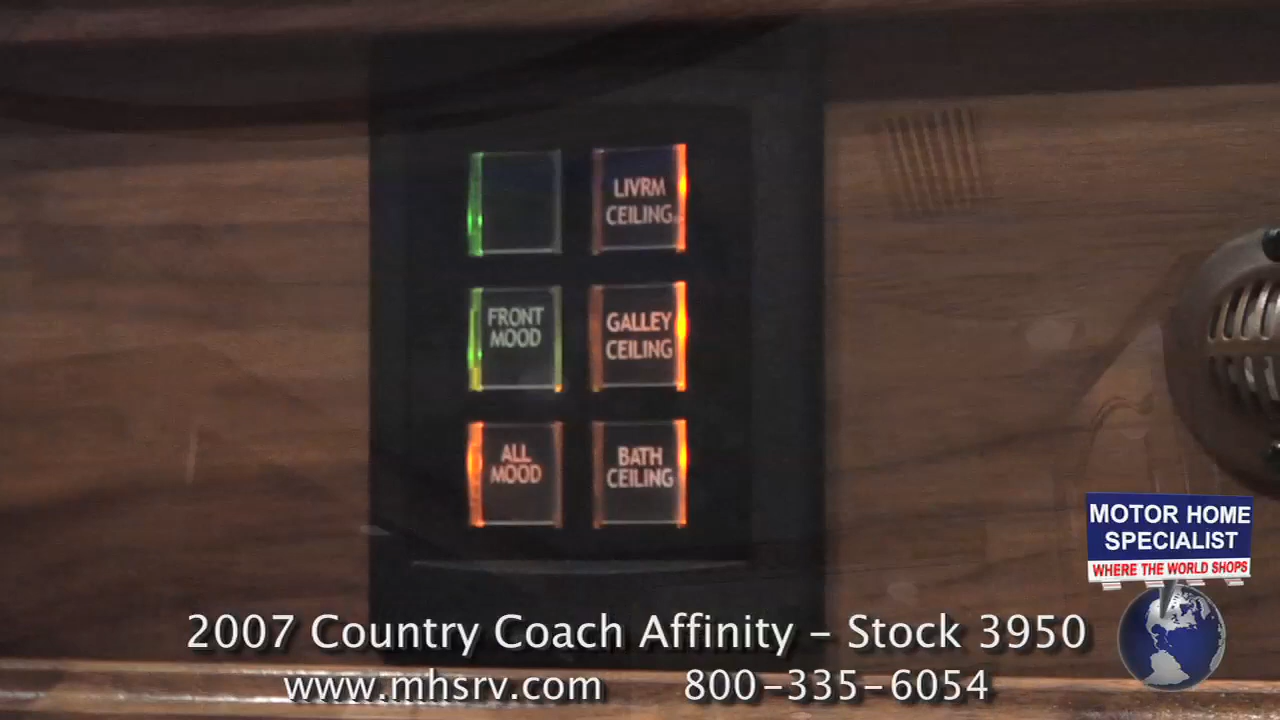 LIVRM
CEILING
FRONT
MOOD
GALLEY
CEILING
ALL
MOOD
BATH
CEILING
MOTOR HOME
SPECIALIST
WHERE THE WORLD SHOPS
2007 Country Coach Affinity - Stock 3950
www.mhsrv.com 800-335-6054